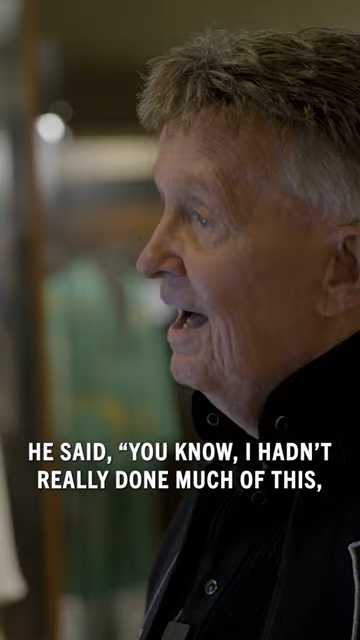 HE SAID, “YOU KNOW, I HADN’T
REALLY DONE MUCH OF THIS,